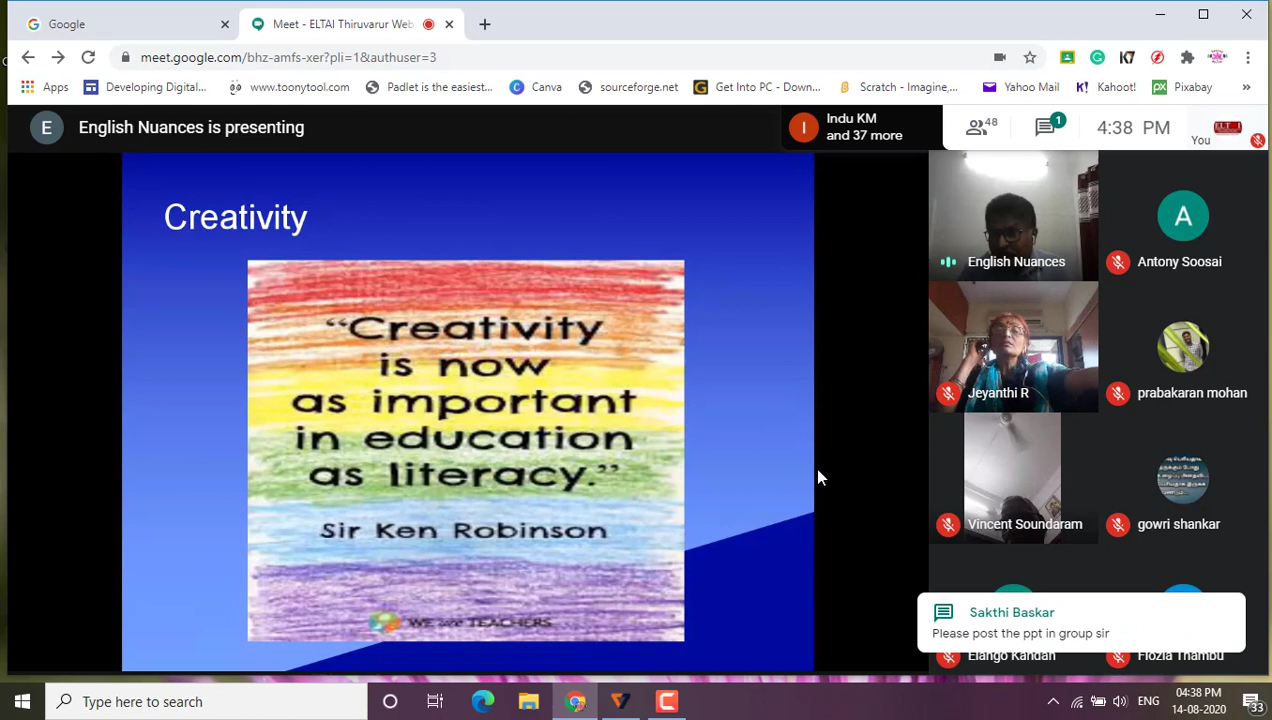 Google
Meet - ELTAI Thiruvarur Web
meet.google.com/bhz-amfs-xer?pli=1&authuser=3
Apps
Developing Digital...
www.tonytool.com
Padlet is the easiest...
Canva
sourceforge.net
Get Into PC - Down...
Scratch - Imagine,...
Yahoo Mail
Kahoot!
Pixabay
E
English Nuances is presenting
I
Indu KM
and 37 more
48
1
4:38 PM
You
Creativity
“Creativity
is now
as important
in education
as literacy.”
Sir Ken Robinson
WE are TEACHERS
English Nuances
A
Antony Soosai
Jeyanthi R
prabakaran mohan
Vincent Soundaram
gowri shankar
Sakthi Baskar
Please post the ppt in group sir
Elango Kandan
Flozia Thambu
Type here to search
ENG
04:38 PM
14-08-2020
33